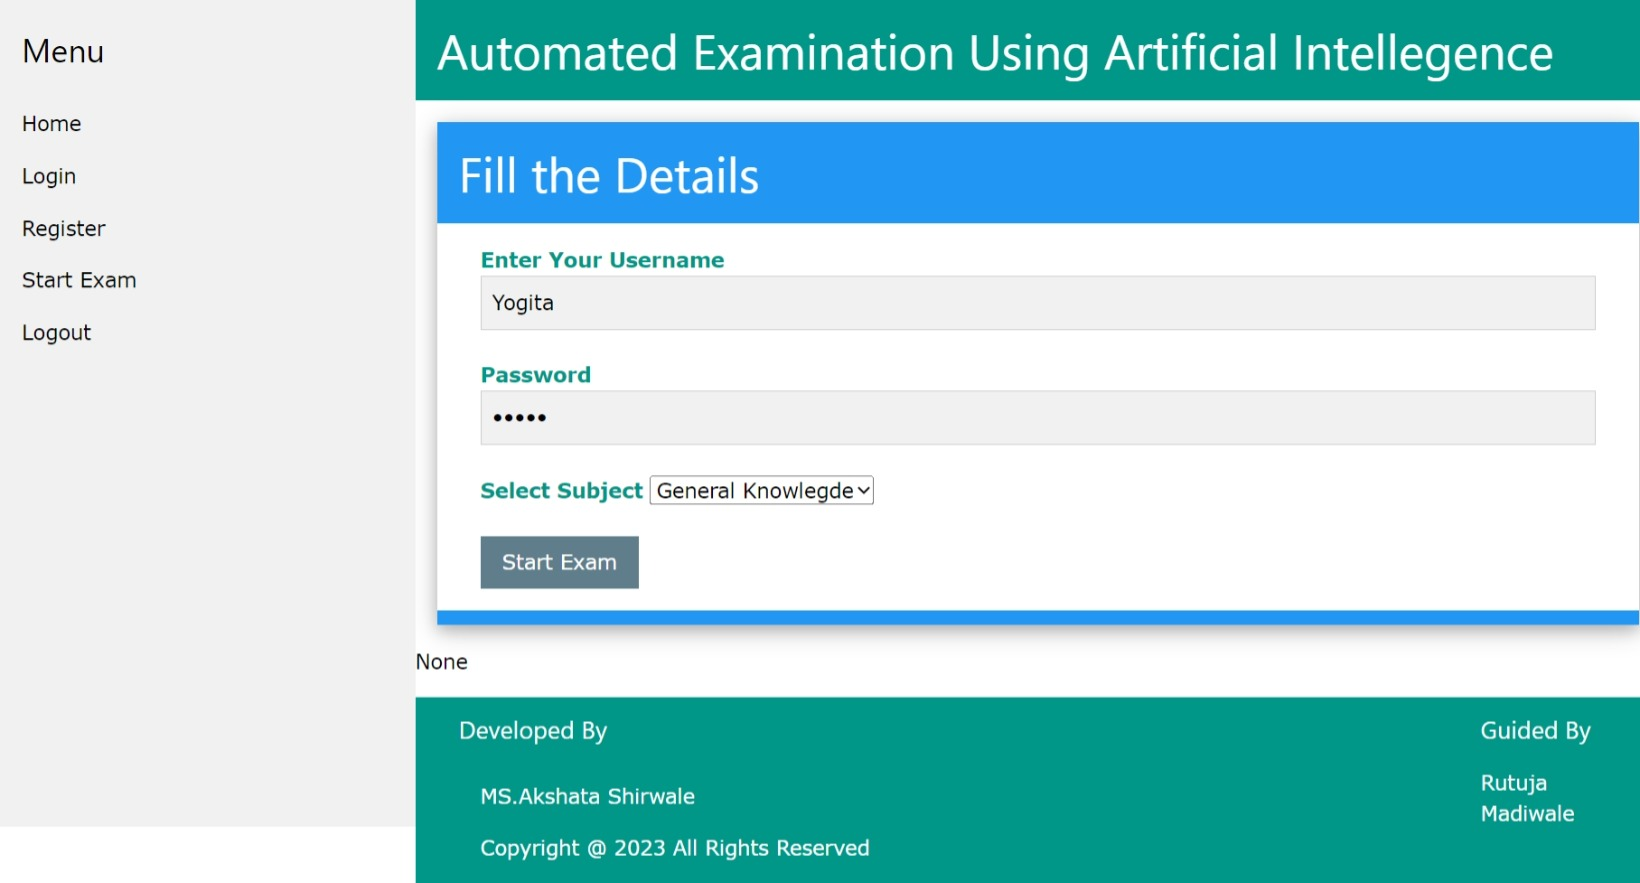 Menu
Home
Login
Register
Start Exam
Logout
Automated Examination Using Artificial Intellegence
Fill the Details
Enter Your Username
Yogita
Password
•••••
Select Subject General Knowlegde
Start Exam
None
Developed By
MS.Akshata Shirwale
Copyright @ 2023 All Rights Reserved
Guided By
Rutuja
Madiwale